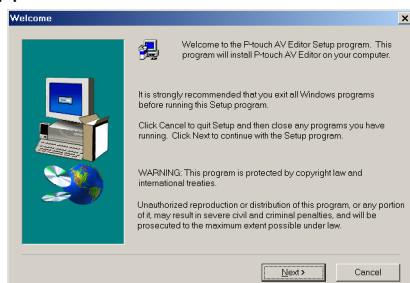 Welcome
Welcome to the P-touch AV Editor Setup program. This
program will install P-touch AV Editor on your computer.
It is strongly recommended that you exit all Windows programs
before running this Setup program.
Click Cancel to quit Setup and then close any programs you have
running. Click Next to continue with the Setup program.
WARNING: This program is protected by copyright law and
international treaties.
Unauthorized reproduction or distribution of this program, or any portion
of it, may result in severe civil and criminal penalties, and will be
prosecuted to the maximum extent possible under law.
Next >
Cancel